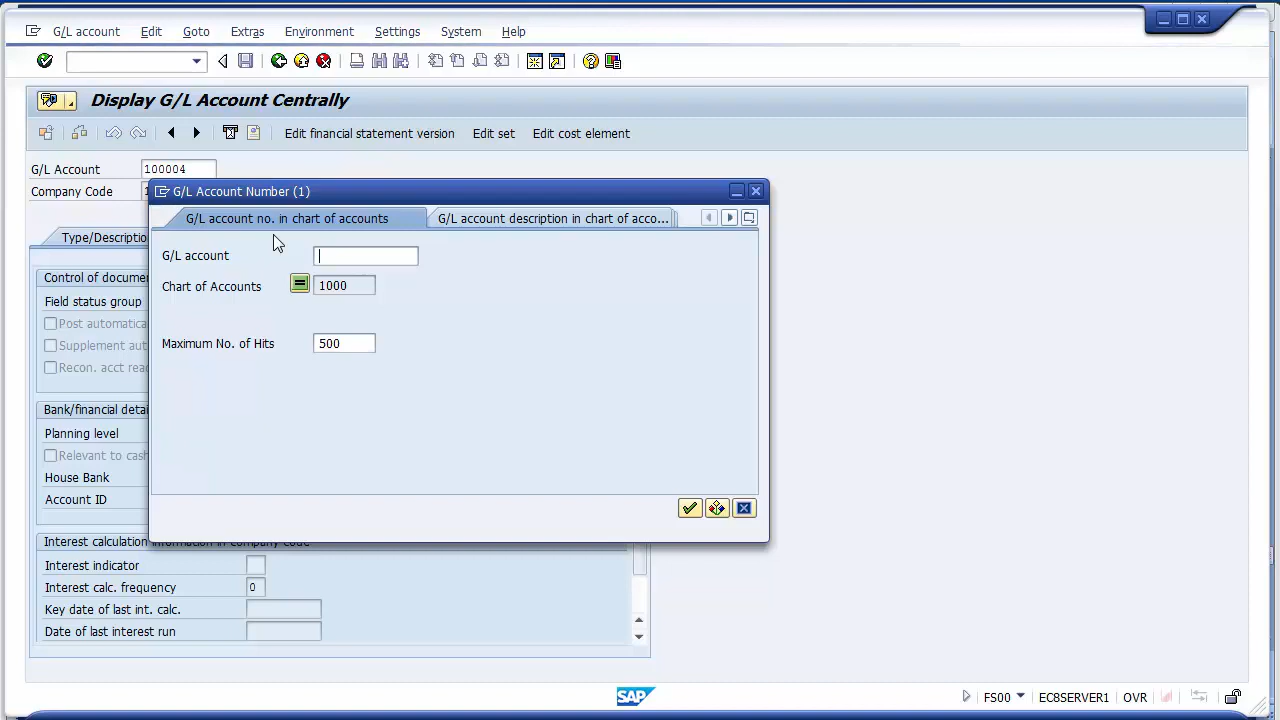 G/L account Edit Goto Extras Environment Settings System Help
Display G/L Account Centrally
Edit financial statement version Edit set Edit cost element
G/L Account 100004
Company Code 1
G/L Account Number (1)
G/L account no. in chart of accounts G/L account description in chart of acco...
Type/Descriptio
G/L account
Chart of Accounts 1000
Maximum No. of Hits 500
Control of docume
Field status group
Post automatica
Supplement aut
Recon. acct rea
Bank/financial detai
Planning level
Relevant to cash
House Bank
Account ID
Interest calculation information in company code
Interest indicator
Interest calc. frequency 0
Key date of last int. calc.
Date of last interest run
SAP FS00 EC8SERVER1 OVR